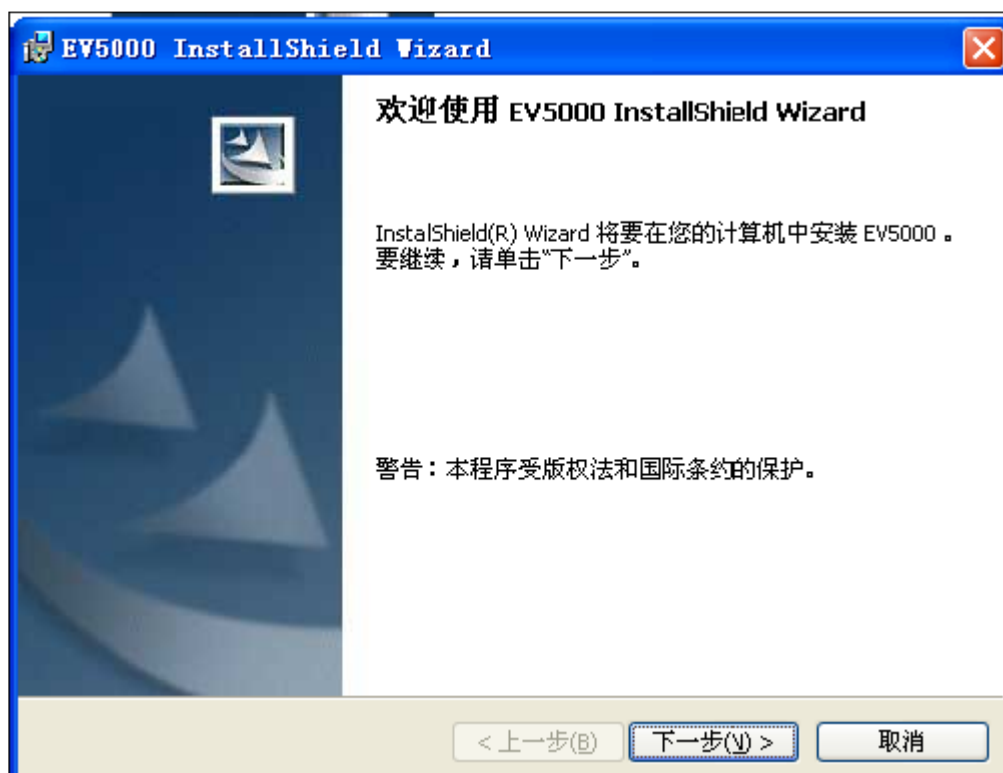 EV5000 InstallShield Wizard
欢迎使用 EV5000 InstallShield Wizard
InstalShield(R) Wizard 将要在您的计算机中安装 EV5000。
要继续，请单击“下一步”。
警告：本程序受版权法和国际条约的保护。
< 上一步(B)
下一步(N) >
取消